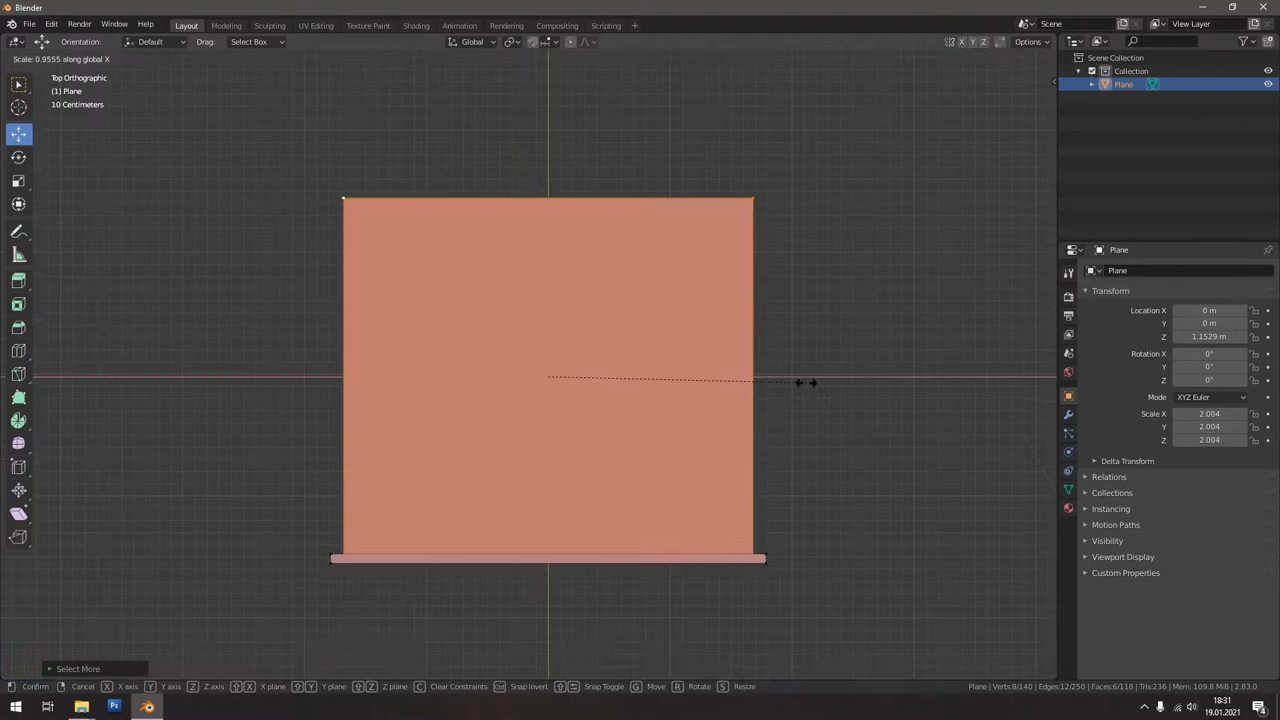 Blender
File Edit Render Window Help Layout Modeling Sculpting UV Editing Texture Paint Shading Animation Rendering Compositing Scripting + Scene View Layer
Orientation: Default Drag: Select Box Global X Y Z Options
Scale: 0.9555 along global X
Top Orthographic
(1) Plane
10 Centimeters
Scene Collection
Collection
Plane
Plane
Plane
Transform
Location X 0 m
Y 0 m
Z 1.1529 m
Rotation X 0°
Y 0°
Z 0°
Mode XYZ Euler
Scale X 2.004
Y 2.004
Z 2.004
Delta Transform
Relations
Collections
Instancing
Motion Paths
Visibility
Viewport Display
Custom Properties
Select More
Confirm Cancel X X axis Y Y axis Z Z axis X X plane Y Y plane Z Z plane C Clear Constraints Snap Invert Snap Toggle G Move R Rotate S Resize Plane | Verts:8/140 | Edges:12/250 | Faces:6/118 | Tris:236 | Mem: 109.8 MiB | 2.83.0
Ps
18:31
19.01.2021